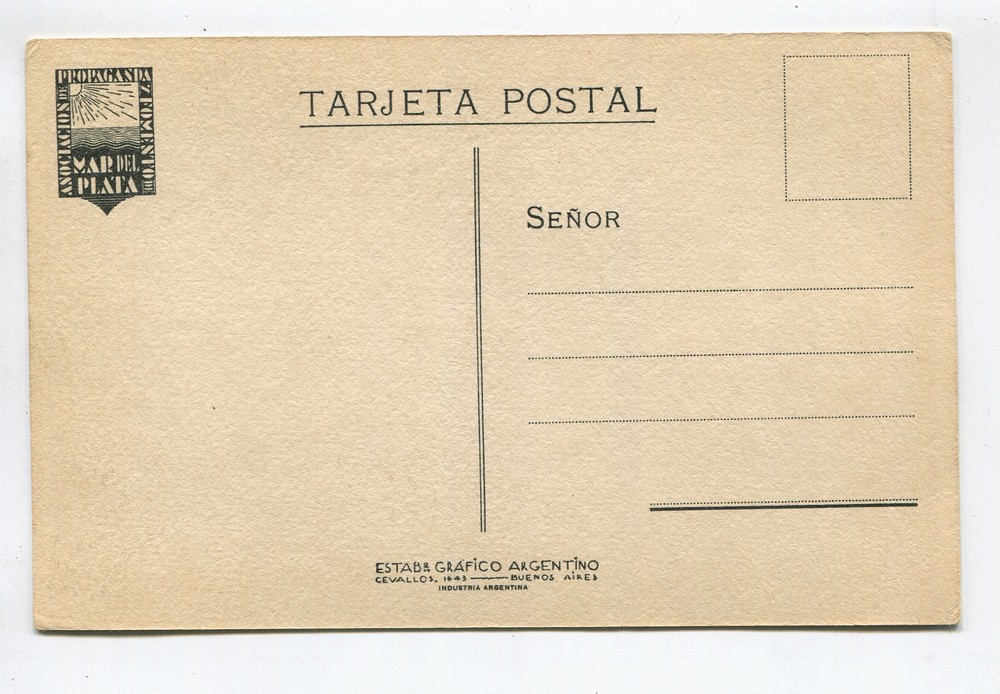 ASOCIACION DE PROPAGANDA Y FOMENTO DE
MAR DEL
PLATA
TARJETA POSTAL
SEÑOR
ESTABº GRÁFICO ARGENTINO
CEVALLOS, 1643 —— BUENOS AIRES
INDUSTRIA ARGENTINA